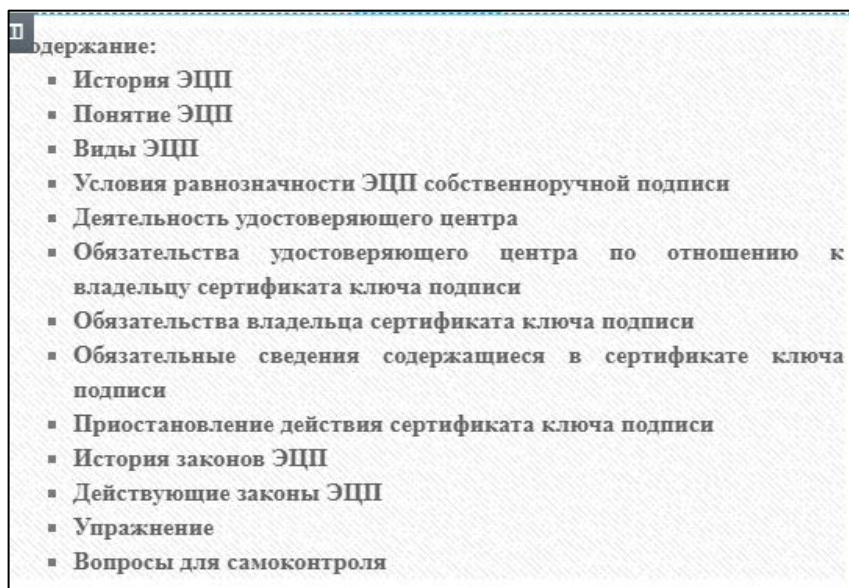 одержание:
История ЭЦП
Понятие ЭЦП
Виды ЭЦП
Условия равнозначности ЭЦП собственноручной подписи
Деятельность удостоверяющего центра
Обязательства удостоверяющего центра по отношению к
владельцу сертификата ключа подписи
Обязательства владельца сертификата ключа подписи
Обязательные сведения содержащиеся в сертификате ключа
подписи
Приостановление действия сертификата ключа подписи
История законов ЭЦП
Действующие законы ЭЦП
Упражнение
Вопросы для самоконтроля